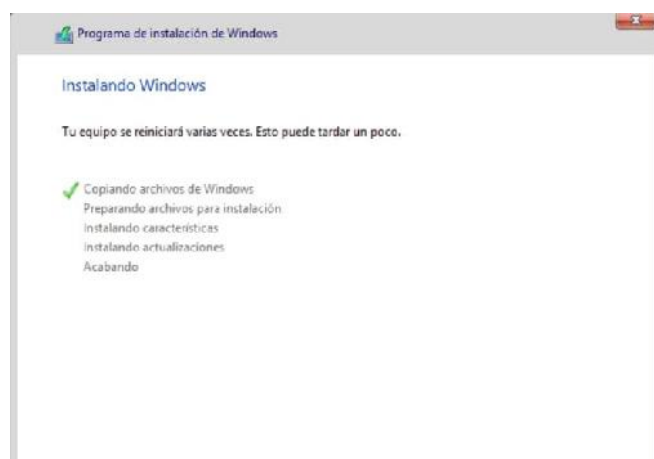 Programa de instalación de Windows
Instalando Windows
Tu equipo se reiniciará varias veces. Esto puede tardar un poco.
Copiando archivos de Windows
Preparando archivos para instalación
Instalando características
Instalando actualizaciones
Acabando